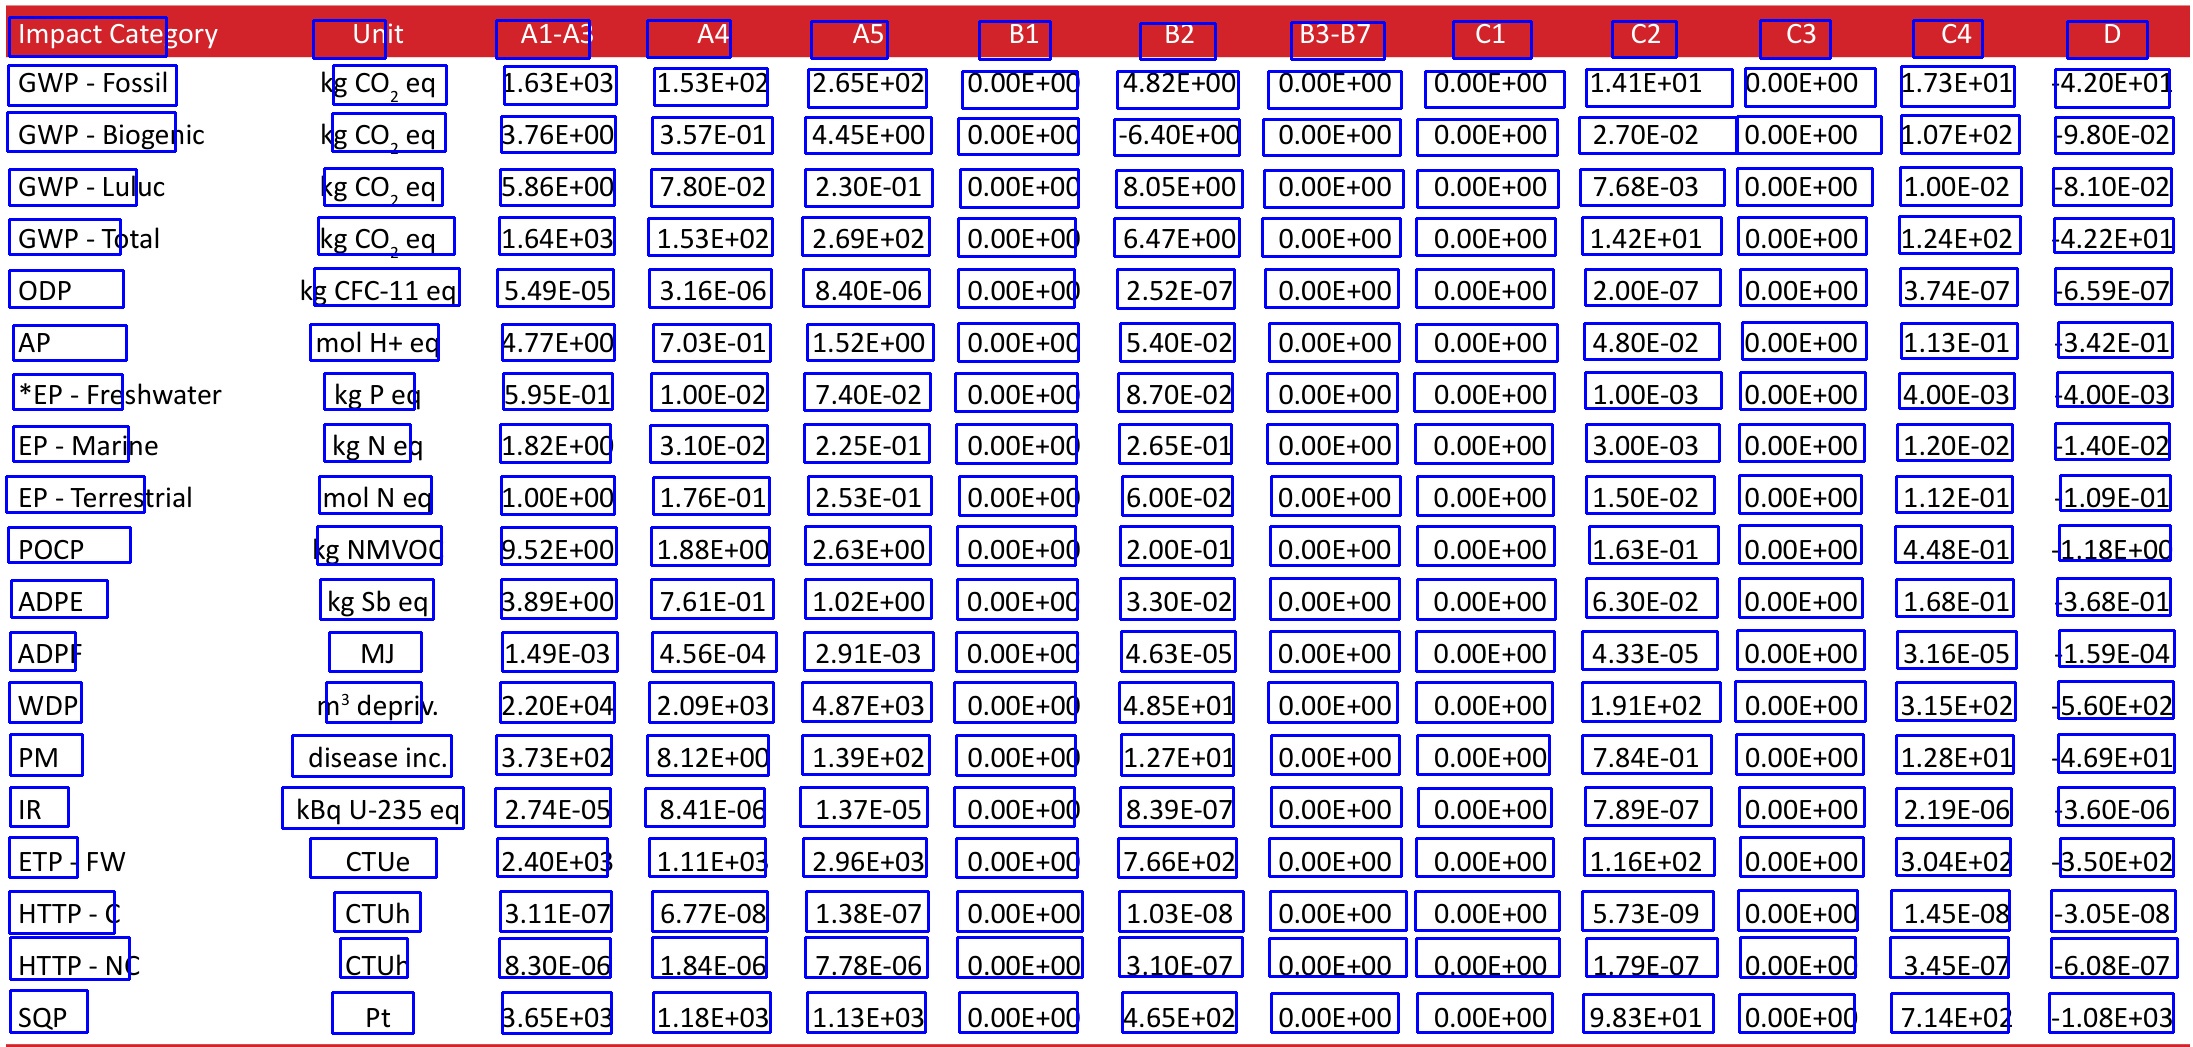 Impact Category Unit A1-A3 A4 A5 B1 B2 B3-B7 C1 C2 C3 C4 D
GWP - Fossil kg CO₂ eq 1.63E+03 1.53E+02 2.65E+02 0.00E+00 4.82E+00 0.00E+00 0.00E+00 1.41E+01 0.00E+00 1.73E+01 -4.20E+01
GWP - Biogenic kg CO₂ eq 3.76E+00 3.57E-01 4.45E+00 0.00E+00 -6.40E+00 0.00E+00 0.00E+00 2.70E-02 0.00E+00 1.07E+02 -9.80E-02
GWP - Luluc kg CO₂ eq 5.86E+00 7.80E-02 2.30E-01 0.00E+00 8.05E+00 0.00E+00 0.00E+00 7.68E-03 0.00E+00 1.00E-02 -8.10E-02
GWP - Total kg CO₂ eq 1.64E+03 1.53E+02 2.69E+02 0.00E+00 6.47E+00 0.00E+00 0.00E+00 1.42E+01 0.00E+00 1.24E+02 -4.22E+01
ODP kg CFC-11 eq 5.49E-05 3.16E-06 8.40E-06 0.00E+00 2.52E-07 0.00E+00 0.00E+00 2.00E-07 0.00E+00 3.74E-07 -6.59E-07
AP mol H+ eq 4.77E+00 7.03E-01 1.52E+00 0.00E+00 5.40E-02 0.00E+00 0.00E+00 4.80E-02 0.00E+00 1.13E-01 -3.42E-01
*EP - Freshwater kg P eq 5.95E-01 1.00E-02 7.40E-02 0.00E+00 8.70E-02 0.00E+00 0.00E+00 1.00E-03 0.00E+00 4.00E-03 -4.00E-03
EP - Marine kg N eq 1.82E+00 3.10E-02 2.25E-01 0.00E+00 2.65E-01 0.00E+00 0.00E+00 3.00E-03 0.00E+00 1.20E-02 -1.40E-02
EP - Terrestrial mol N eq 1.00E+00 1.76E-01 2.53E-01 0.00E+00 6.00E-02 0.00E+00 0.00E+00 1.50E-02 0.00E+00 1.12E-01 -1.09E-01
POCP kg NMVOC 9.52E+00 1.88E+00 2.63E+00 0.00E+00 2.00E-01 0.00E+00 0.00E+00 1.63E-01 0.00E+00 4.48E-01 -1.18E+00
ADPE kg Sb eq 3.89E+00 7.61E-01 1.02E+00 0.00E+00 3.30E-02 0.00E+00 0.00E+00 6.30E-02 0.00E+00 1.68E-01 -3.68E-01
ADPF MJ 1.49E-03 4.56E-04 2.91E-03 0.00E+00 4.63E-05 0.00E+00 0.00E+00 4.33E-05 0.00E+00 3.16E-05 -1.59E-04
WDP m³ depriv. 2.20E+04 2.09E+03 4.87E+03 0.00E+00 4.85E+01 0.00E+00 0.00E+00 1.91E+02 0.00E+00 3.15E+02 -5.60E+02
PM disease inc. 3.73E+02 8.12E+00 1.39E+02 0.00E+00 1.27E+01 0.00E+00 0.00E+00 7.84E-01 0.00E+00 1.28E+01 -4.69E+01
IR kBq U-235 eq 2.74E-05 8.41E-06 1.37E-05 0.00E+00 8.39E-07 0.00E+00 0.00E+00 7.89E-07 0.00E+00 2.19E-06 -3.60E-06
ETP - FW CTUe 2.40E+03 1.11E+03 2.96E+03 0.00E+00 7.66E+02 0.00E+00 0.00E+00 1.16E+02 0.00E+00 3.04E+02 -3.50E+02
HTTP - C CTUh 3.11E-07 6.77E-08 1.38E-07 0.00E+00 1.03E-08 0.00E+00 0.00E+00 5.73E-09 0.00E+00 1.45E-08 -3.05E-08
HTTP - NC CTUh 8.30E-06 1.84E-06 7.78E-06 0.00E+00 3.10E-07 0.00E+00 0.00E+00 1.79E-07 0.00E+00 3.45E-07 -6.08E-07
SQP Pt 3.65E+03 1.18E+03 1.13E+03 0.00E+00 4.65E+02 0.00E+00 0.00E+00 9.83E+01 0.00E+00 7.14E+02 -1.08E+03